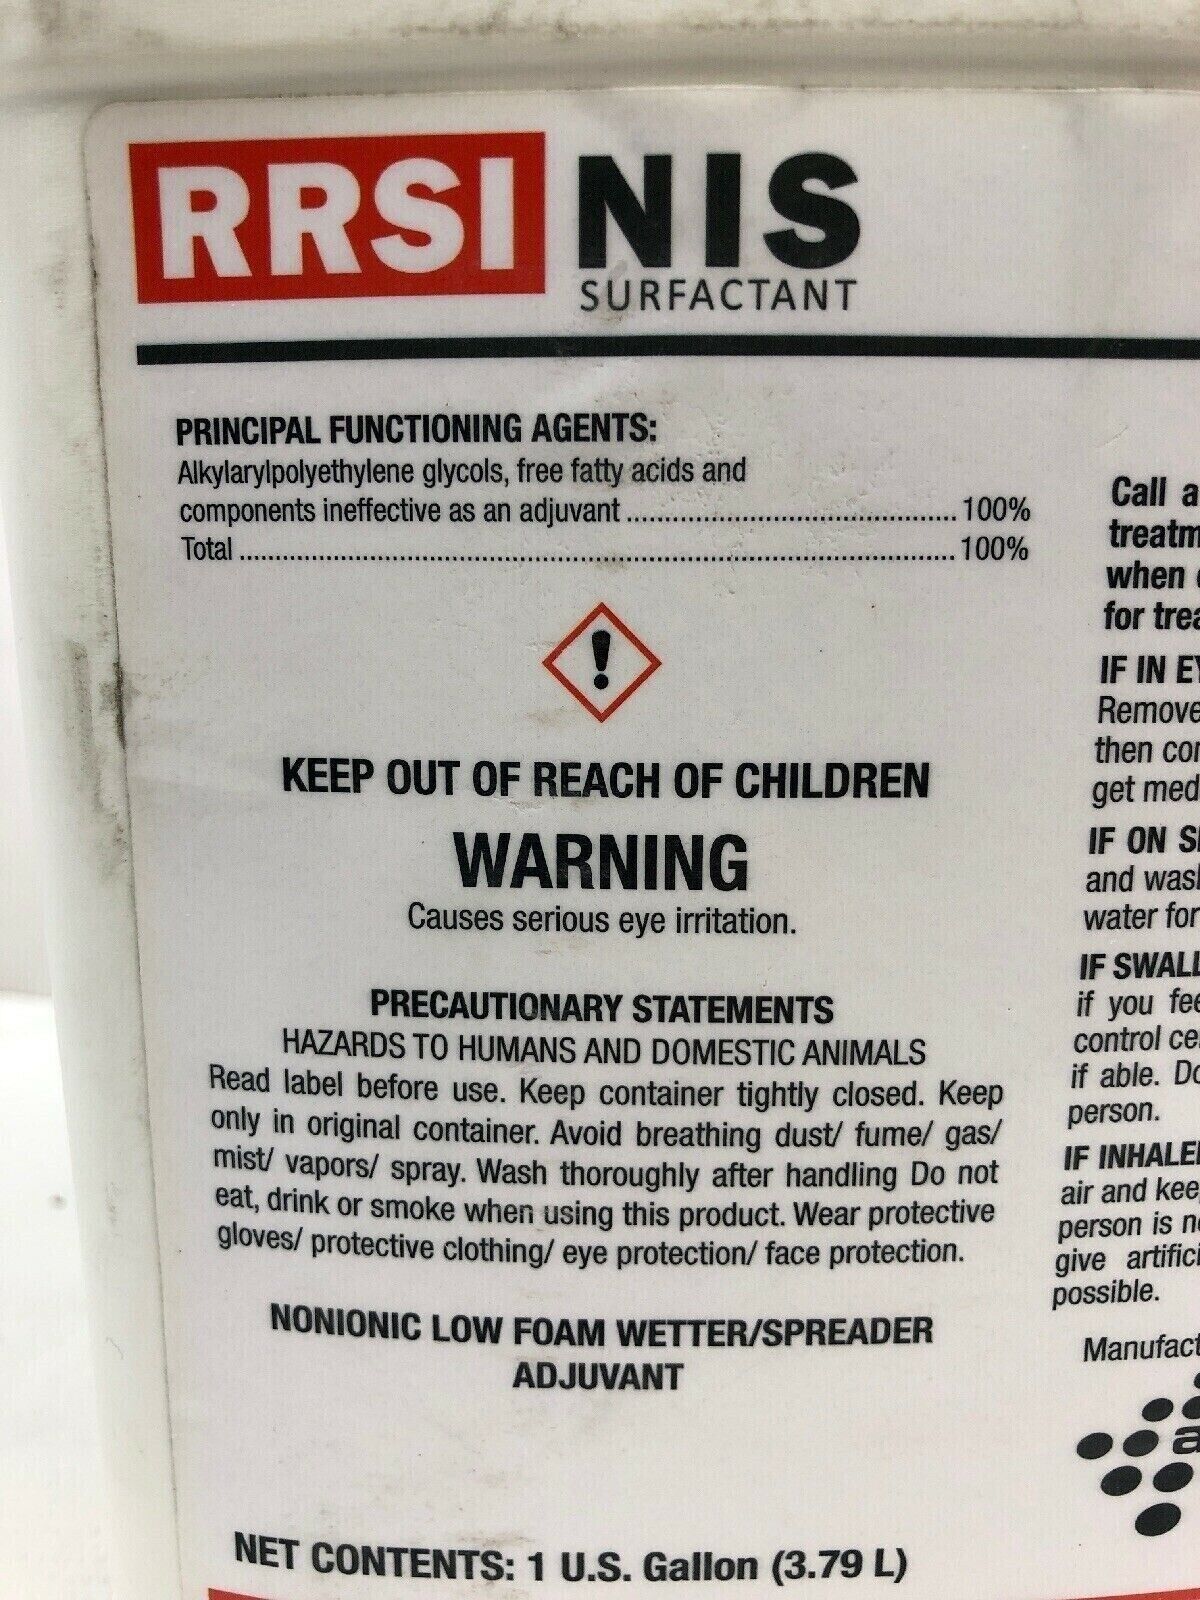 RRSI NIS
SURFACTANT
PRINCIPAL FUNCTIONING AGENTS:
Alkylarylpolyethylene glycols, free fatty acids and
components ineffective as an adjuvant ........................................ 100%
Total ........................................................................................ 100%
!
KEEP OUT OF REACH OF CHILDREN
WARNING
Causes serious eye irritation.
PRECAUTIONARY STATEMENTS
HAZARDS TO HUMANS AND DOMESTIC ANIMALS
Read label before use. Keep container tightly closed. Keep
only in original container. Avoid breathing dust/ fume/ gas/
mist/ vapors/ spray. Wash thoroughly after handling Do not
eat, drink or smoke when using this product. Wear protective
gloves/ protective clothing/ eye protection/ face protection.
NONIONIC LOW FOAM WETTER/SPREADER
ADJUVANT
NET CONTENTS: 1 U.S. Gallon (3.79 L)
Call
when
for
IF IN
Remove
then
get
IF ON
and
water for
IF
if you
control
if able.
person.
IF
air and
person is
give
possible.